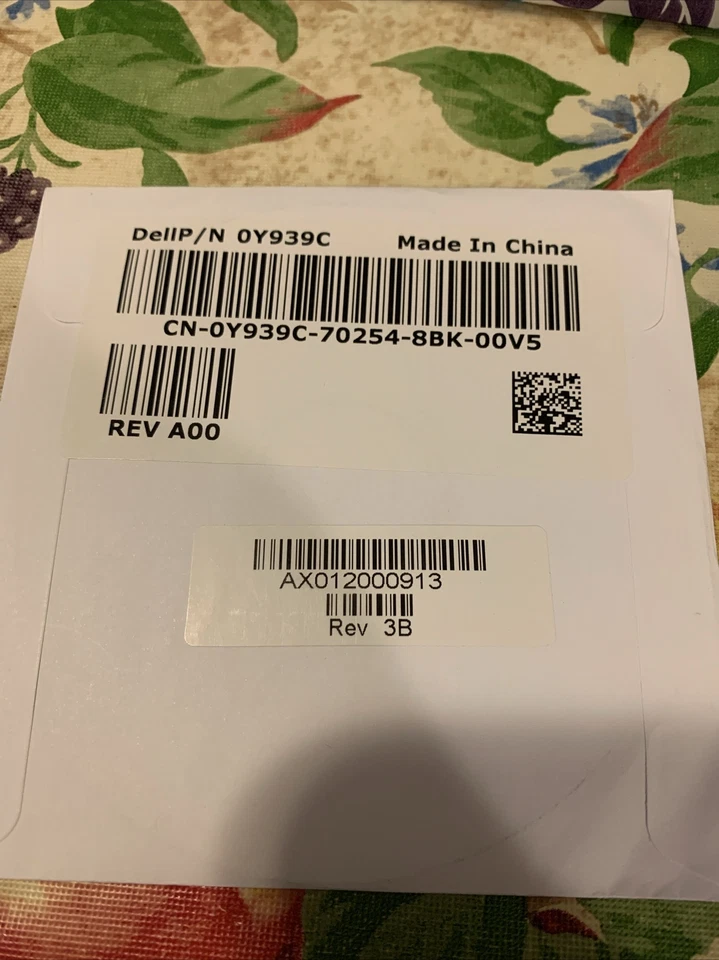 DellP/N 0Y939C Made In China
CN-0Y939C-70254-8BK-00V5
REV A00
AX012000913
Rev 3B